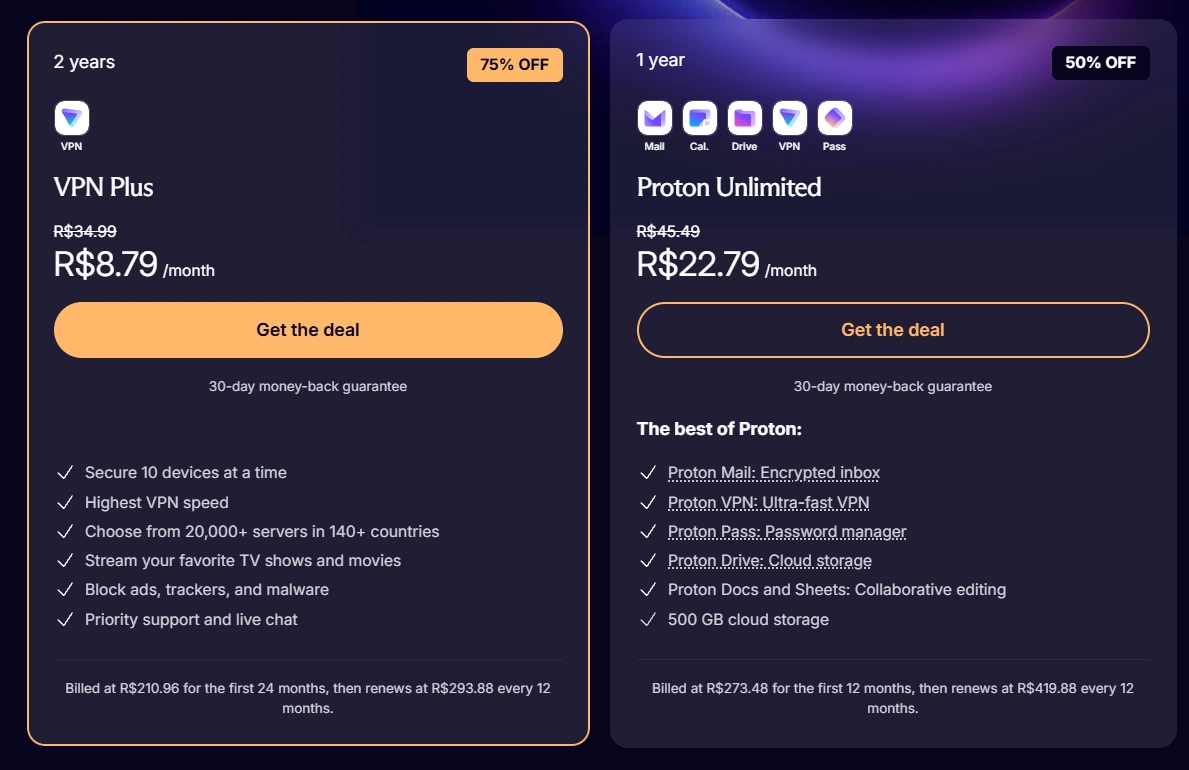 2 years
75% OFF
VPN
VPN Plus
R$34.99
R$8.79 /month
Get the deal
30-day money-back guarantee
Secure 10 devices at a time
Highest VPN speed
Choose from 20,000+ servers in 140+ countries
Stream your favorite TV shows and movies
Block ads, trackers, and malware
Priority support and live chat
Billed at R$210.96 for the first 24 months, then renews at R$293.88 every 12
months.
1 year
50% OFF
Mail Cal. Drive VPN Pass
Proton Unlimited
R$45.49
R$22.79 /month
Get the deal
30-day money-back guarantee
The best of Proton:
Proton Mail: Encrypted inbox
Proton VPN: Ultra-fast VPN
Proton Pass: Password manager
Proton Drive: Cloud storage
Proton Docs and Sheets: Collaborative editing
500 GB cloud storage
Billed at R$273.48 for the first 12 months, then renews at R$419.88 every 12
months.